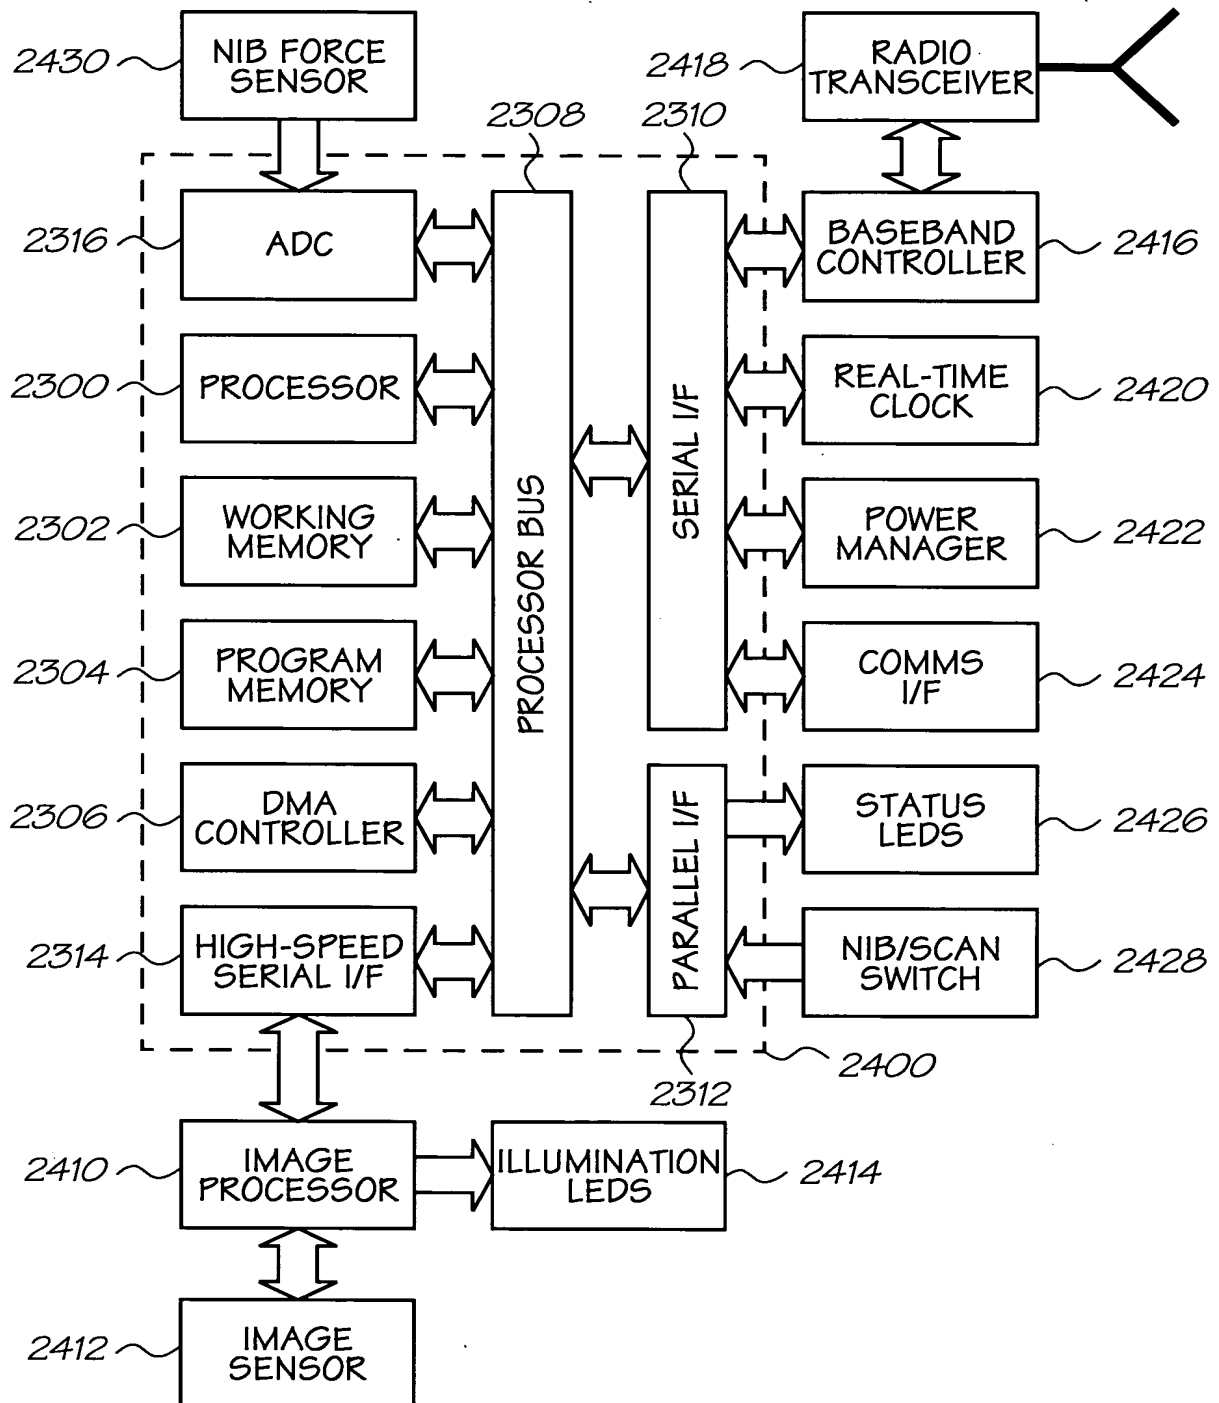 2430
NIB FORCE
SENSOR
2418
RADIO
TRANSCEIVER
2308
2310
2316
ADC
BASEBAND
CONTROLLER
2416
2300
PROCESSOR
REAL-TIME
CLOCK
2420
2302
WORKING
MEMORY
PROCESSOR BUS
SERIAL I/F
POWER
MANAGER
2422
2304
PROGRAM
MEMORY
COMMS
I/F
2424
2306
DMA
CONTROLLER
PARALLEL I/F
STATUS
LEDS
2426
2314
HIGH-SPEED
SERIAL I/F
NIB/SCAN
SWITCH
2428
2400
2312
2410
IMAGE
PROCESSOR
ILLUMINATION
LEDS
2414
2412
IMAGE
SENSOR